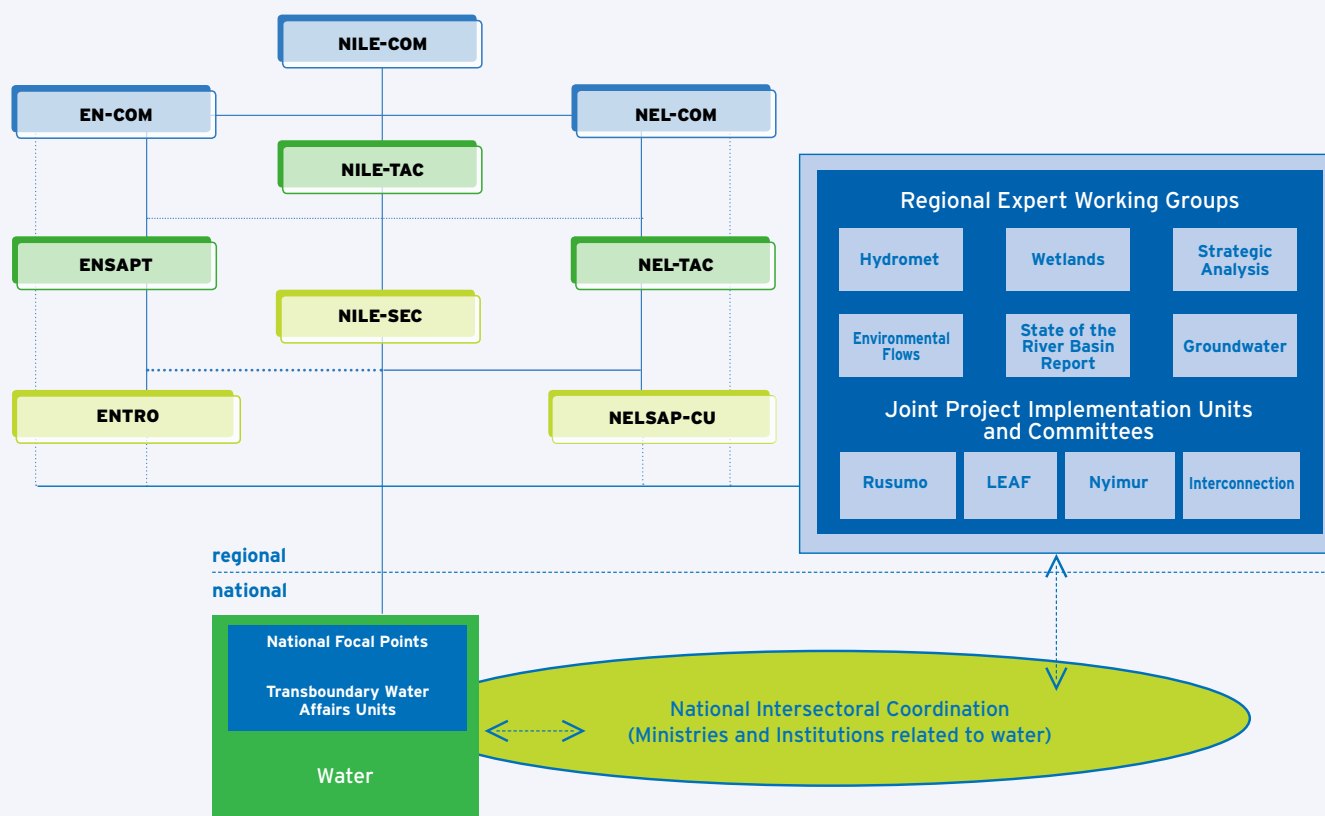 NILE-COM
EN-COM
NEL-COM
NILE-TAC
ENSAPT
NEL-TAC
NILE-SEC
ENTRO
NELSAP-CU
Regional Expert Working Groups
Hydromet
Wetlands
Strategic
Analysis
Environmental
Flows
State of the
River Basin
Report
Groundwater
Joint Project Implementation Units
and Committees
Rusumo
LEAF
Nyimur
Interconnection
regional
national
National Focal Points
Transboundary Water
Affairs Units
Water
National Intersectoral Coordination
(Ministries and Institutions related to water)